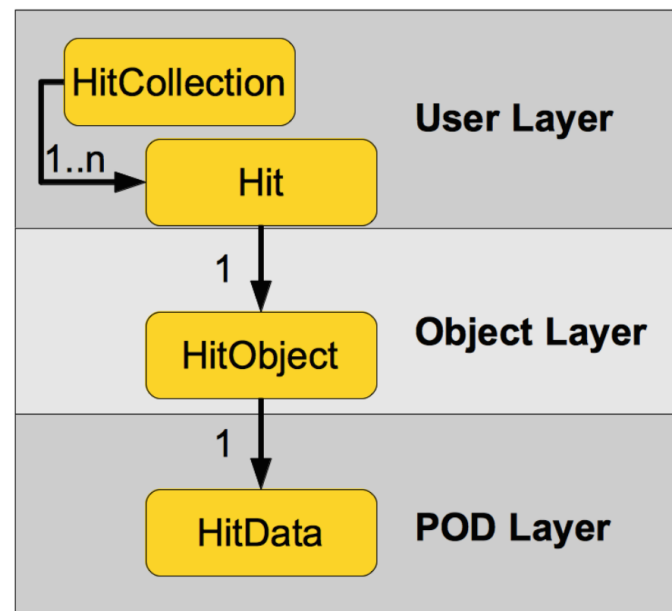 HitCollection
User Layer
1..n
Hit
1
HitObject
Object Layer
1
HitData
POD Layer